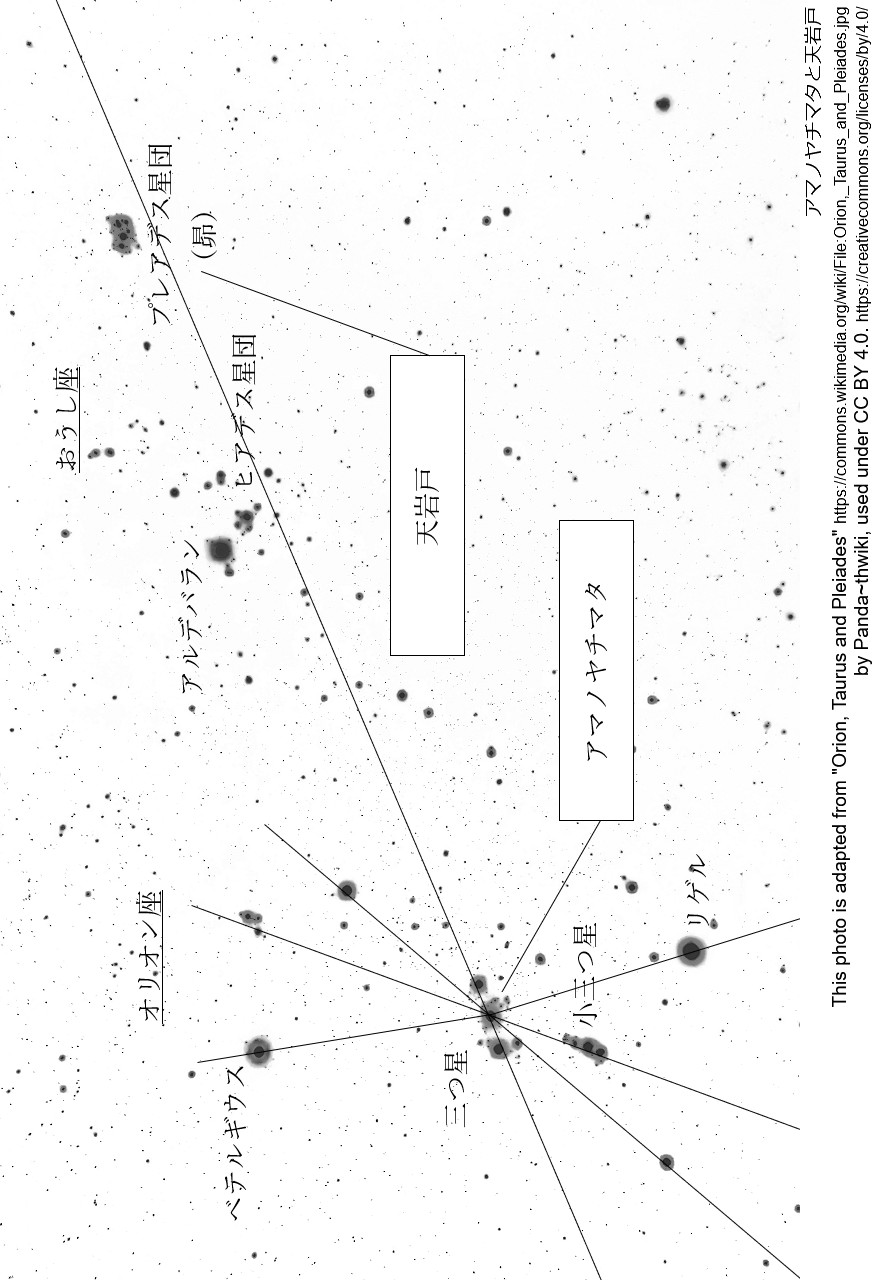 おうし座
オリオン座
プレアデス星団
(昴)
アルデバラン
ベテルギウス
ヒアデス星団
天岩戸
三つ星
小三つ星
アマノヤチマタ
リゲル
アマノヤチマタと天岩戸
This photo is adapted from "Orion, Taurus and Pleiades" https://commons.wikimedia.org/wiki/File:Orion,_Taurus_and_Pleiades.jpg
by Panda~thwiki, used under CC BY 4.0. https://creativecommons.org/licenses/by/4.0/